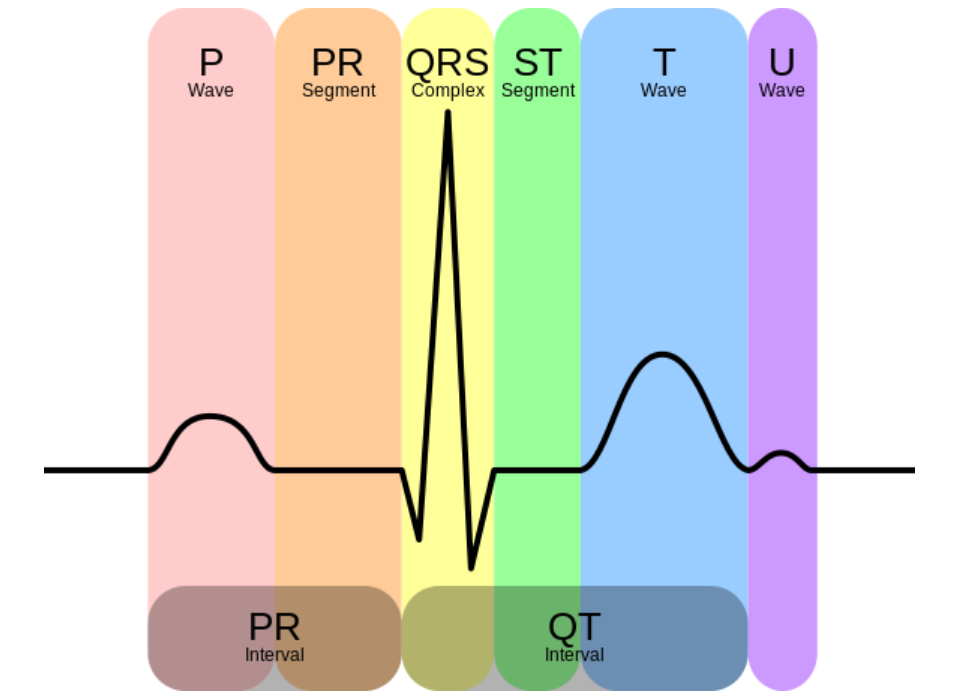 P
Wave
PR
Segment
QRS
Complex
ST
Segment
T
Wave
U
Wave
PR
Interval
QT
Interval